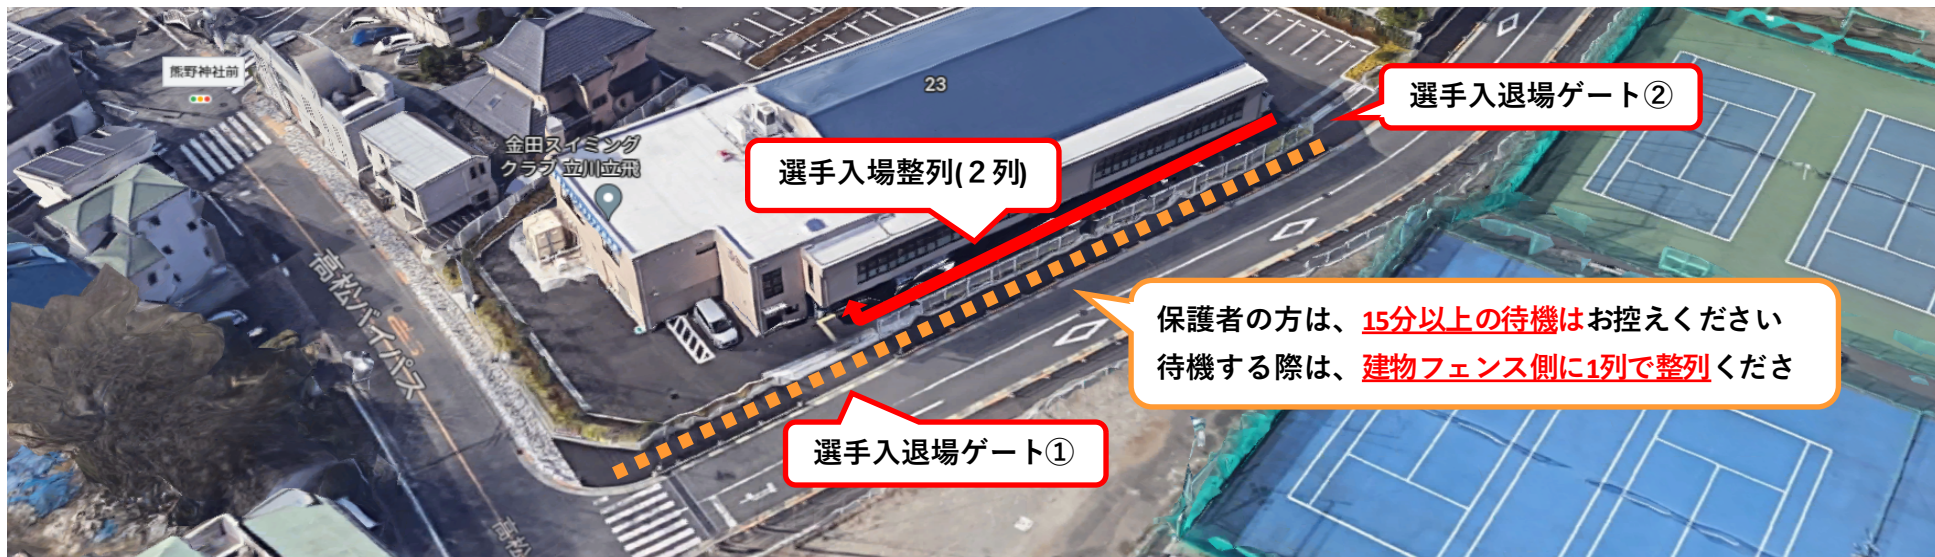 熊野神社前
23
金田スイミング
クラブ 立川立飛
選手入退場ゲート②
選手入場整列(２列)
高松バイパス
保護者の方は、15分以上の待機はお控えください
待機する際は、建物フェンス側に1列で整列くださ
選手入退場ゲート①
高松